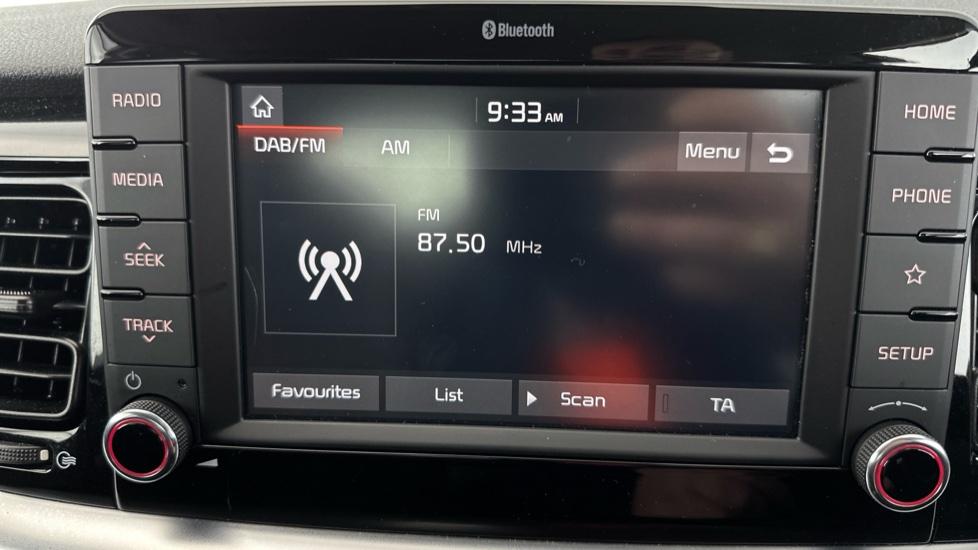 Bluetooth
RADIO
MEDIA
SEEK
TRACK
9:33 AM
DAB/FM AM Menu
FM
87.50 MHz
Favourites List Scan TA
HOME
PHONE
SETUP